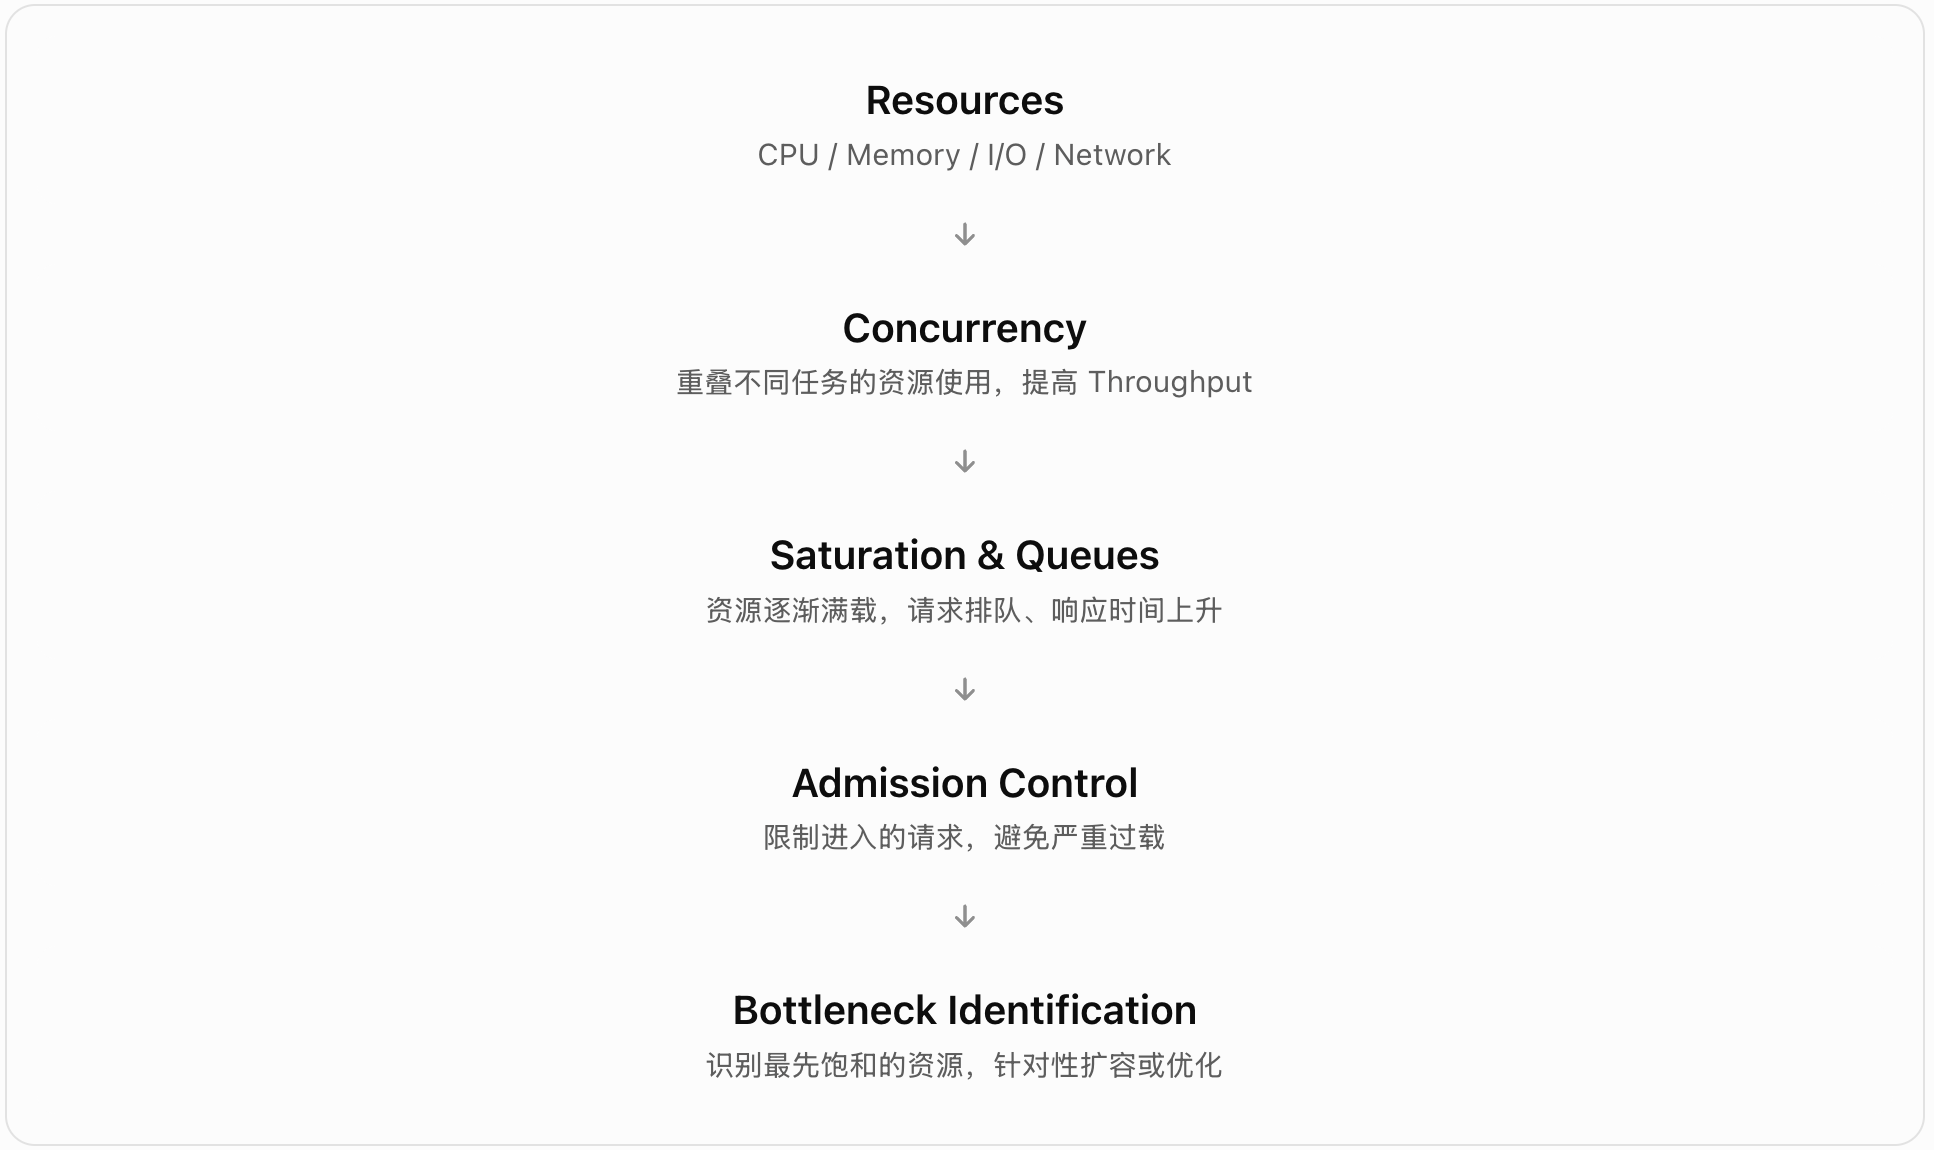 Resources
CPU / Memory / I/O / Network
↓
Concurrency
重叠不同任务的资源使用，提高 Throughput
↓
Saturation & Queues
资源逐渐满载，请求排队、响应时间上升
↓
Admission Control
限制进入的请求，避免严重过载
↓
Bottleneck Identification
识别最先饱和的资源，针对性扩容或优化